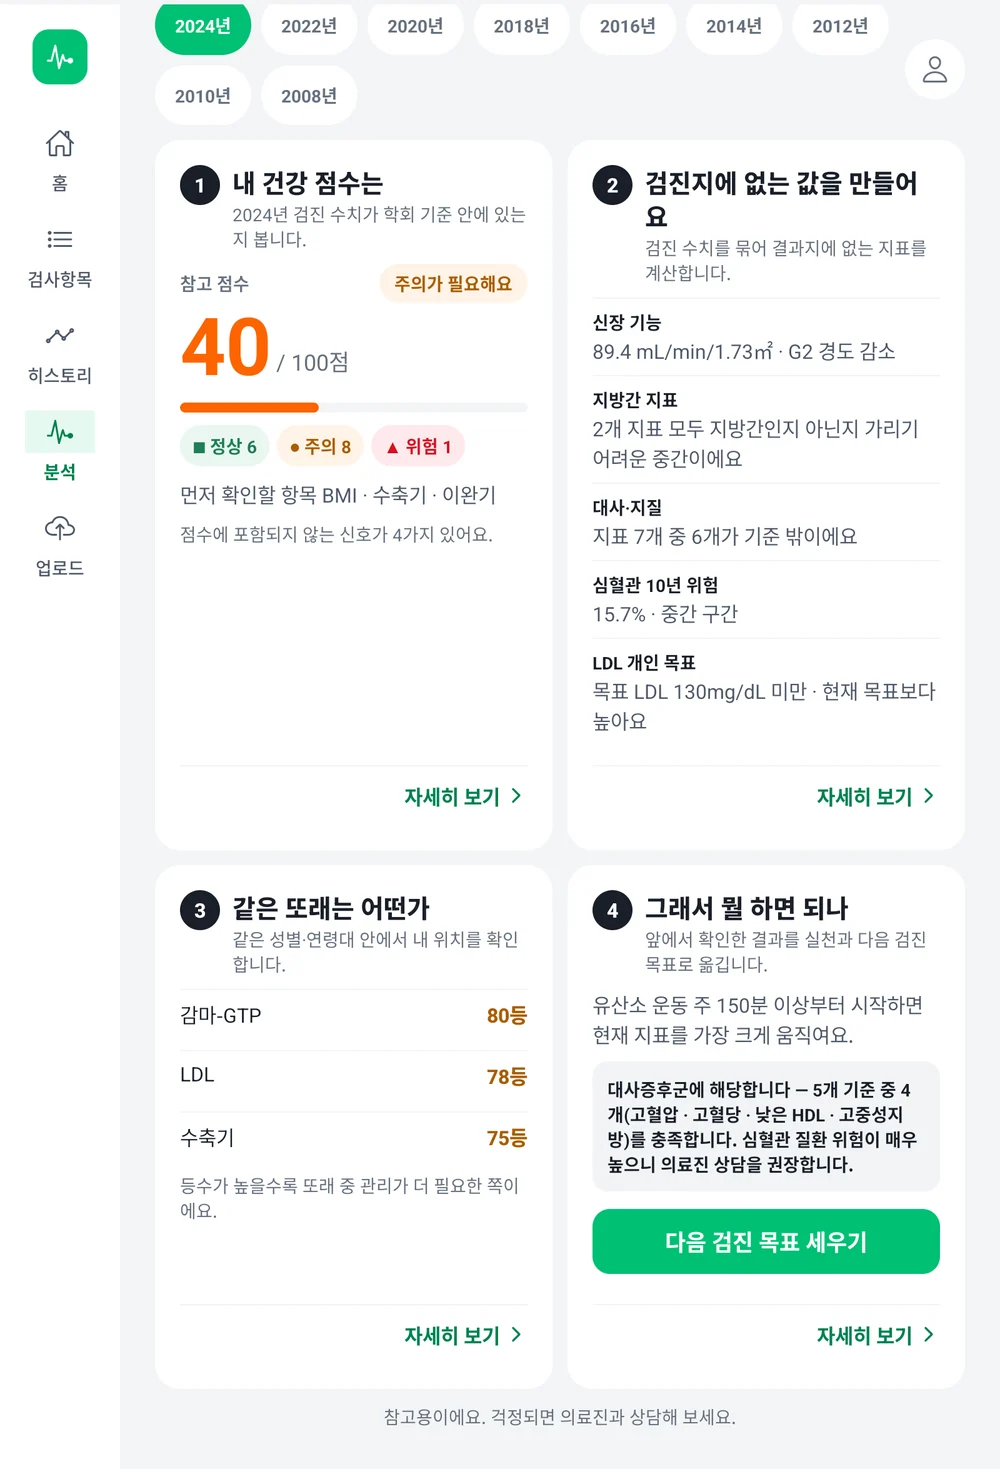 2024년
2022년
2020년
2018년
2016년
2014년
2012년
2010년
2008년
홈
검사항목
히스토리
분석
업로드
1
내 건강 점수는
2024년 검진 수치가 학회 기준 안에 있는
지 봅니다.
참고 점수
주의가 필요해요
40 / 100점
■ 정상 6
● 주의 8
▲ 위험 1
먼저 확인할 항목 BMI · 수축기 · 이완기
점수에 포함되지 않는 신호가 4가지 있어요.
자세히 보기 >
2
검진지에 없는 값을 만들어
요
검진 수치를 묶어 결과지에 없는 지표를
계산합니다.
신장 기능
89.4 mL/min/1.73㎡ · G2 경도 감소
지방간 지표
2개 지표 모두 지방간인지 아닌지 가리기
어려운 중간이에요
대사·지질
지표 7개 중 6개가 기준 밖이에요
심혈관 10년 위험
15.7% · 중간 구간
LDL 개인 목표
목표 LDL 130mg/dL 미만 · 현재 목표보다
높아요
자세히 보기 >
3
같은 또래는 어떤가
같은 성별·연령대 안에서 내 위치를 확인
합니다.
감마-GTP 80등
LDL 78등
수축기 75등
등수가 높을수록 또래 중 관리가 더 필요한 쪽이
에요.
자세히 보기 >
4
그래서 뭘 하면 되나
앞에서 확인한 결과를 실천과 다음 검진
목표로 옮깁니다.
유산소 운동 주 150분 이상부터 시작하면
현재 지표를 가장 크게 움직여요.
대사증후군에 해당합니다 — 5개 기준 중 4
개(고혈압 · 고혈당 · 낮은 HDL · 고중성지
방)를 충족합니다. 심혈관 질환 위험이 매우
높으니 의료진 상담을 권장합니다.
다음 검진 목표 세우기
자세히 보기 >
참고용이에요. 걱정되면 의료진과 상담해 보세요.